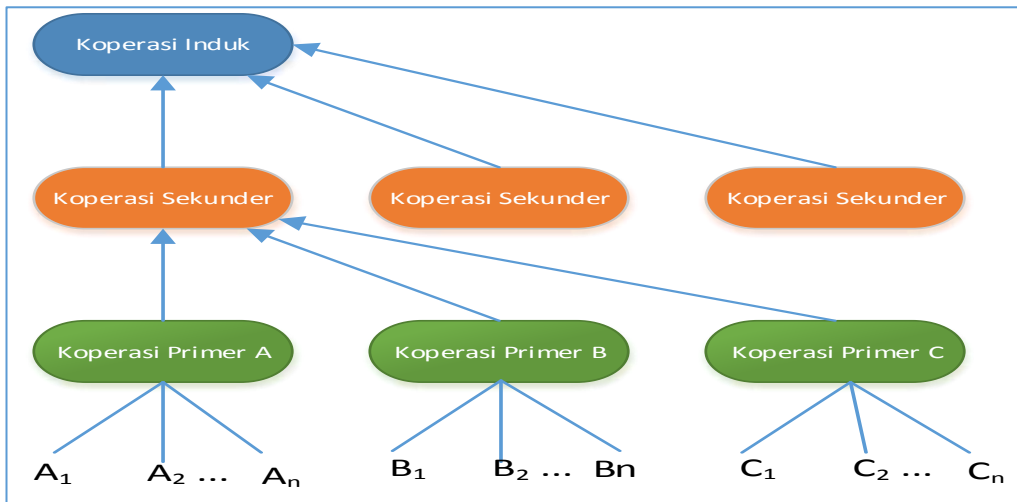 Koperasi Induk
Koperasi Sekunder Koperasi Sekunder Koperasi Sekunder
Koperasi Primer A Koperasi Primer B Koperasi Primer C
A₁ A₂ ... Aₙ B₁ B₂ ... Bn C₁ C₂ ... Cₙ